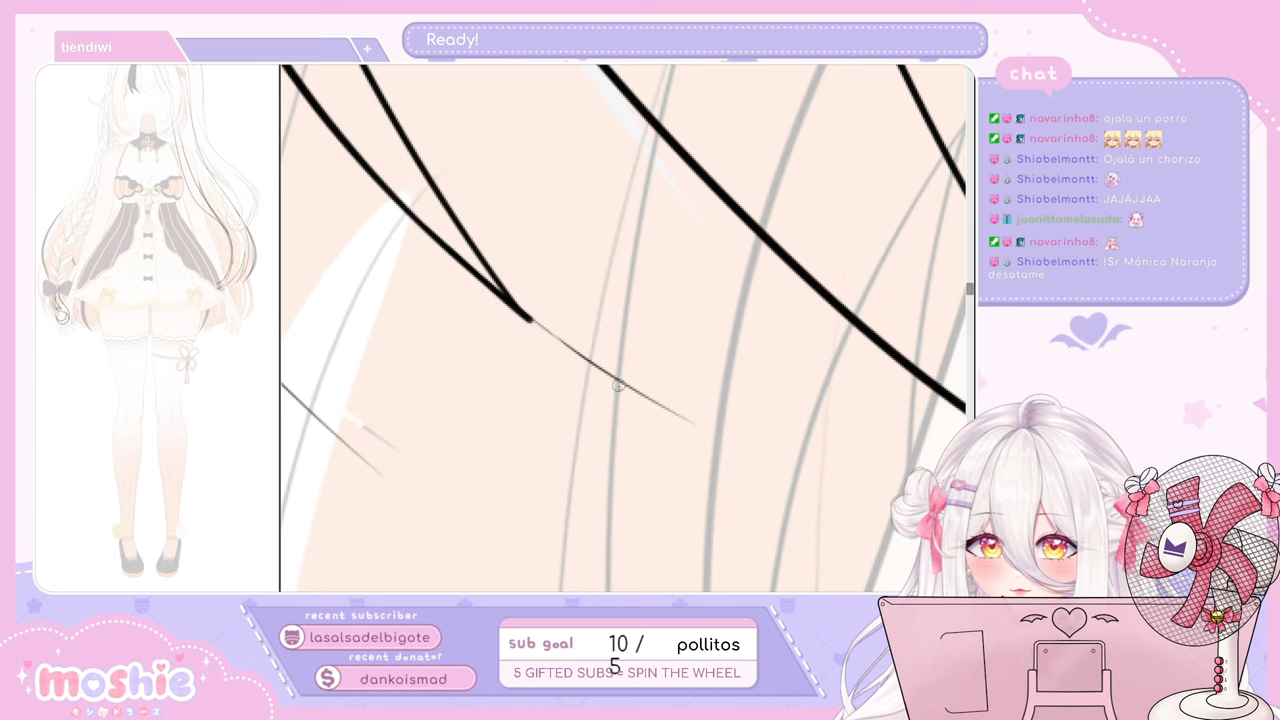 tiendiwi
+
Ready!
chat
navarinho8: ojala un porro
navarinho8:
Shiobelmontt: Ojalá un chorizo
Shiobelmontt:
Shiobelmontt: JAJAJJAA
juanittomelasuda:
navarinho8:
Shiobelmontt: !Sr Mónica Naranjo
desatame
recent subscriber
lasalsadelbigote
recent donator
$ dankoismad
sub goal
10 /
5
pollitos
5 GIFTED SUBS = SPIN THE WHEEL
moshie